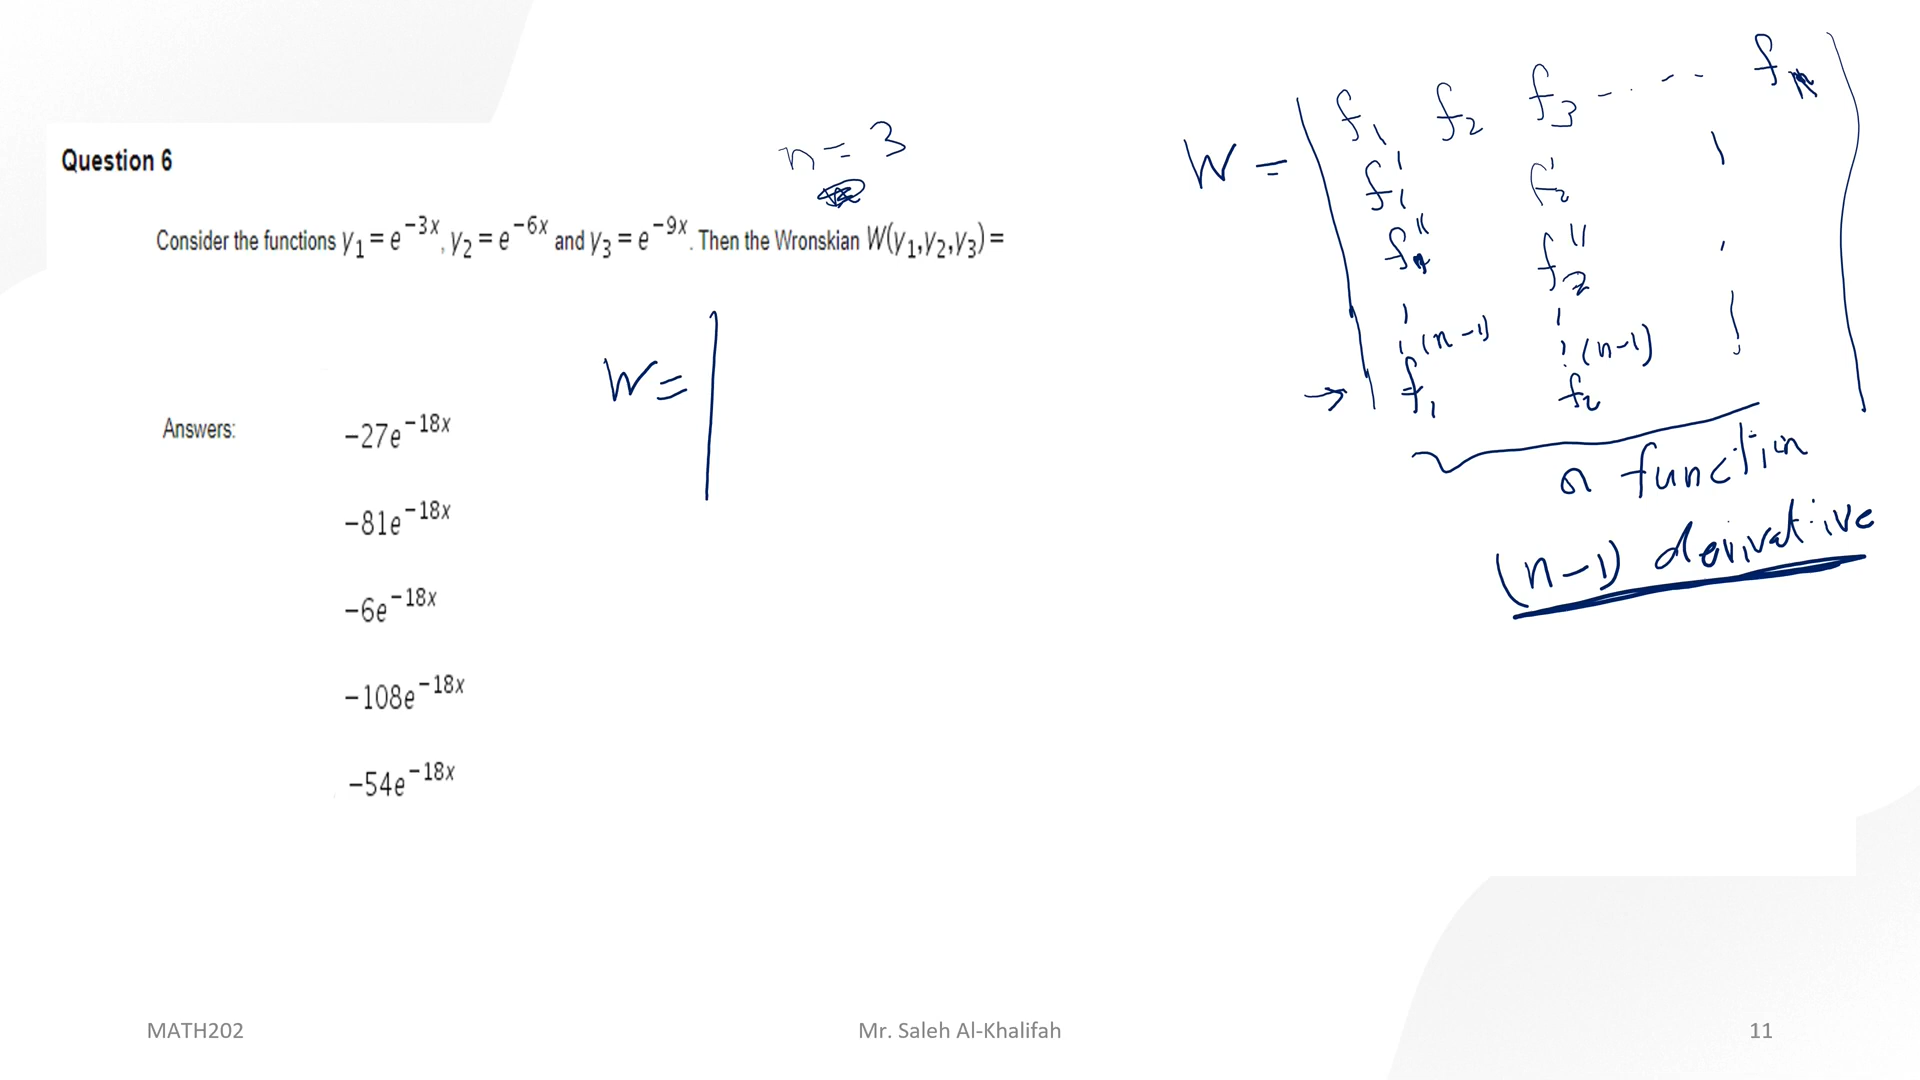 Question 6
n = 3
Consider the functions y₁ = e^{-3x}, y₂ = e^{-6x} and y₃ = e^{-9x}. Then the Wronskian W(y₁,y₂,y₃) =
W =
Answers:
-27e^{-18x}
-81e^{-18x}
-6e^{-18x}
-108e^{-18x}
-54e^{-18x}
W = | f₁ f₂ f₃ - . - - . - - fₙ |
f₁' f₂'
f₁'' f₂''
→ f₁^{(n-1)} f₂^{(n-1)}
a function
(n-1) derivative
MATH202
Mr. Saleh Al-Khalifah
11